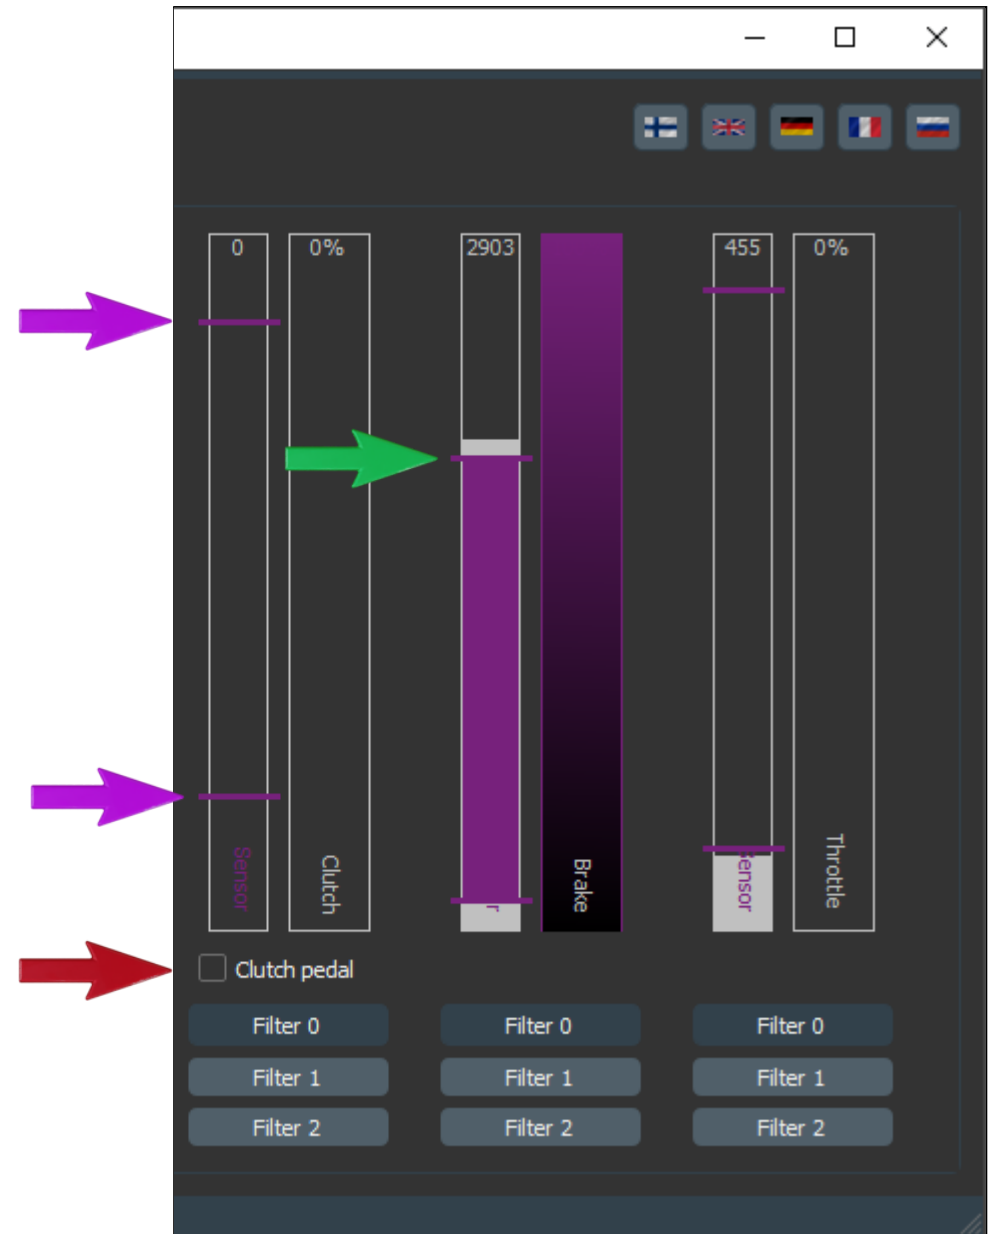 0 0% 2903 455 0%
Sensor Clutch r Brake Sensor Throttle
Clutch pedal
Filter 0 Filter 0 Filter 0
Filter 1 Filter 1 Filter 1
Filter 2 Filter 2 Filter 2